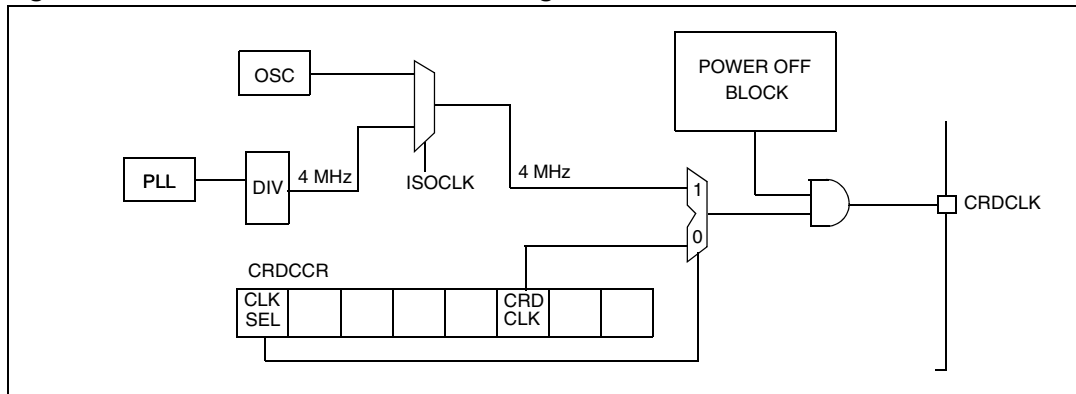 OSC
POWER OFF
BLOCK
PLL
DIV
4 MHz
ISOCLK
4 MHz
1
0
CRDCLK
CRDCCR
CLK
SEL
CRD
CLK